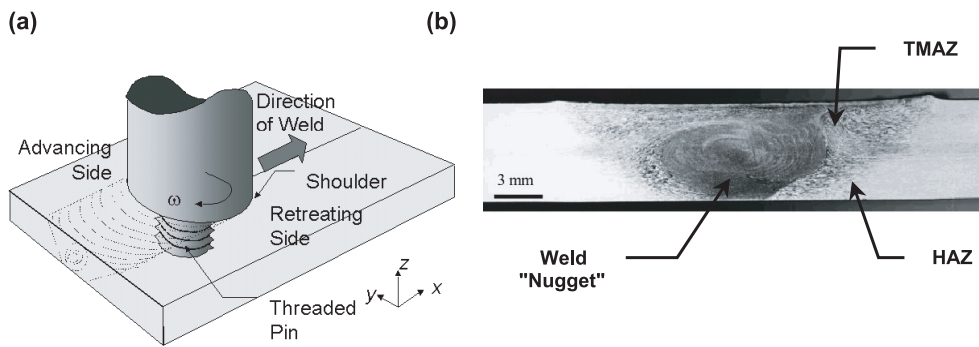 (a)
Direction
of Weld
Advancing
Side
Shoulder
ω
Retreating
Side
z
y
x
Threaded
Pin
(b)
TMAZ
3 mm
Weld
"Nugget"
HAZ